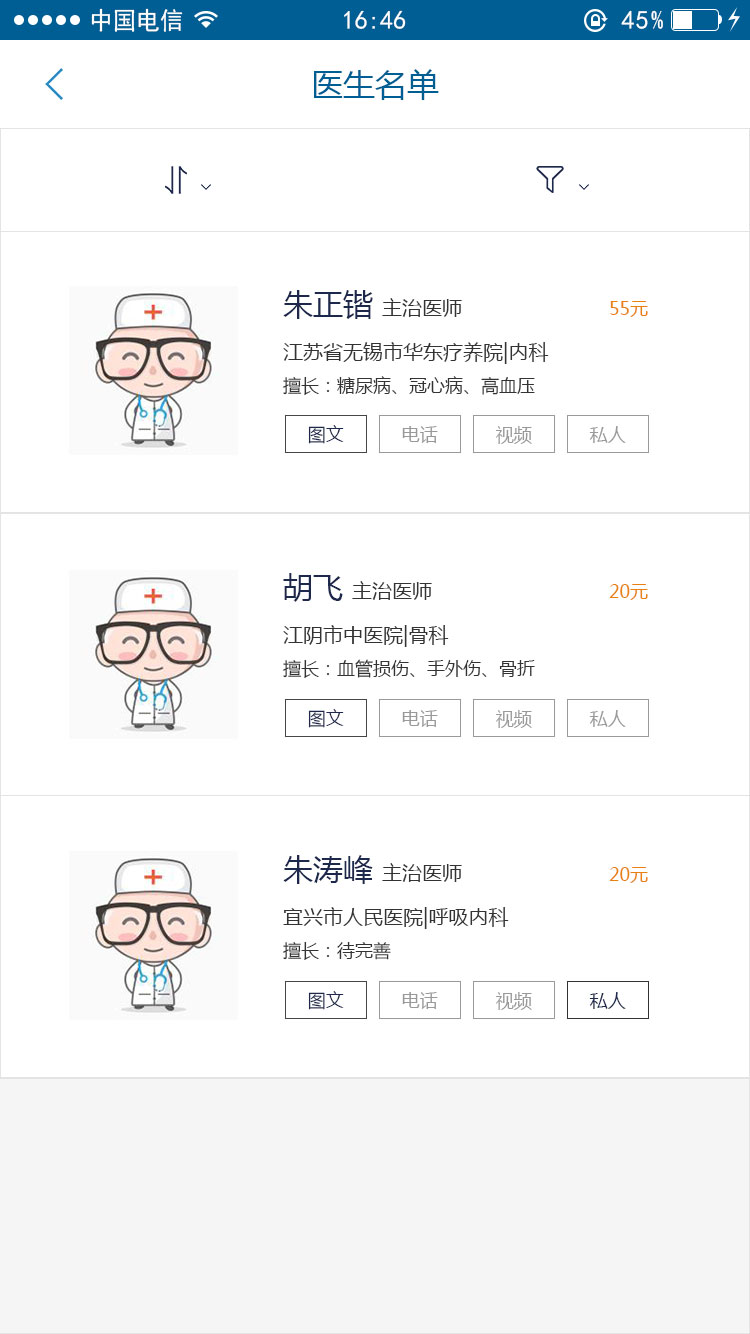 中国电信 16:46 45%
医生名单
朱正锴 主治医师 55元
江苏省无锡市华东疗养院|内科
擅长：糖尿病、冠心病、高血压
图文 电话 视频 私人
胡飞 主治医师 20元
江阴市中医院|骨科
擅长：血管损伤、手外伤、骨折
图文 电话 视频 私人
朱涛峰 主治医师 20元
宜兴市人民医院|呼吸内科
擅长：待完善
图文 电话 视频 私人